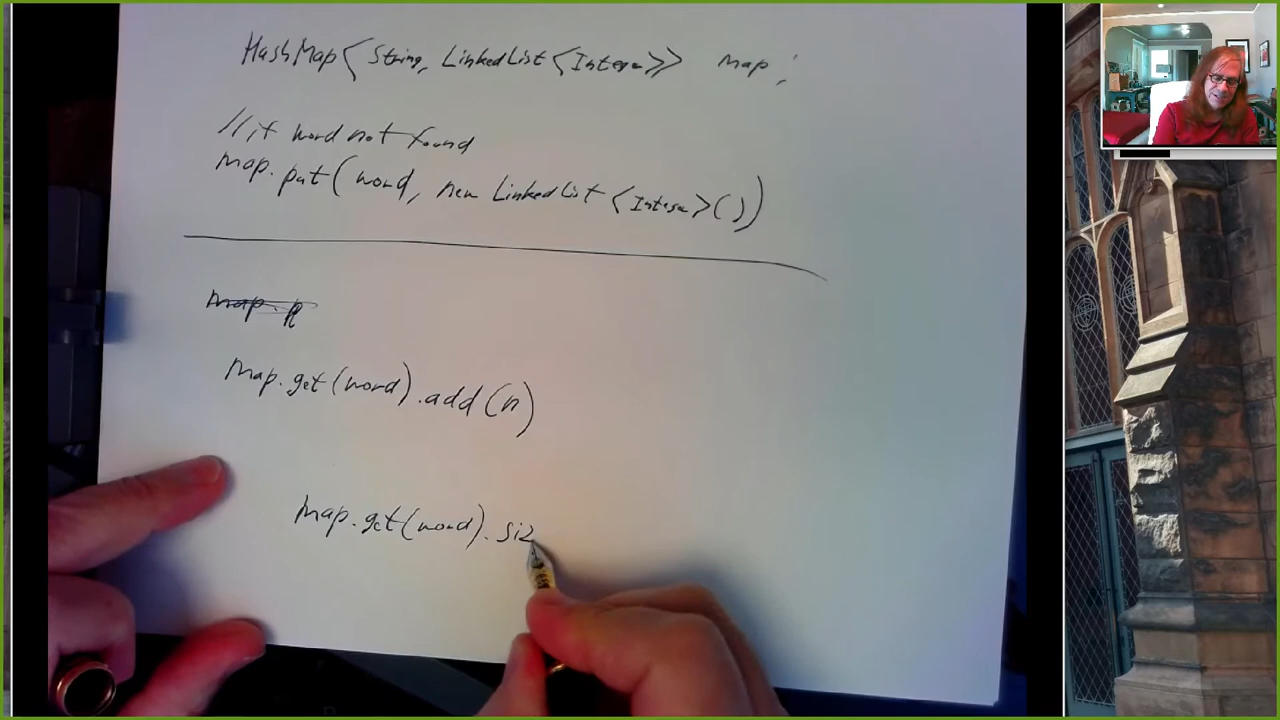 HashMap<String, LinkedList<Integer>> map;
//if word not found
map.put(word, new LinkedList<Integer>())
map.p
map.get(word).add(n)
map.get(word).siz